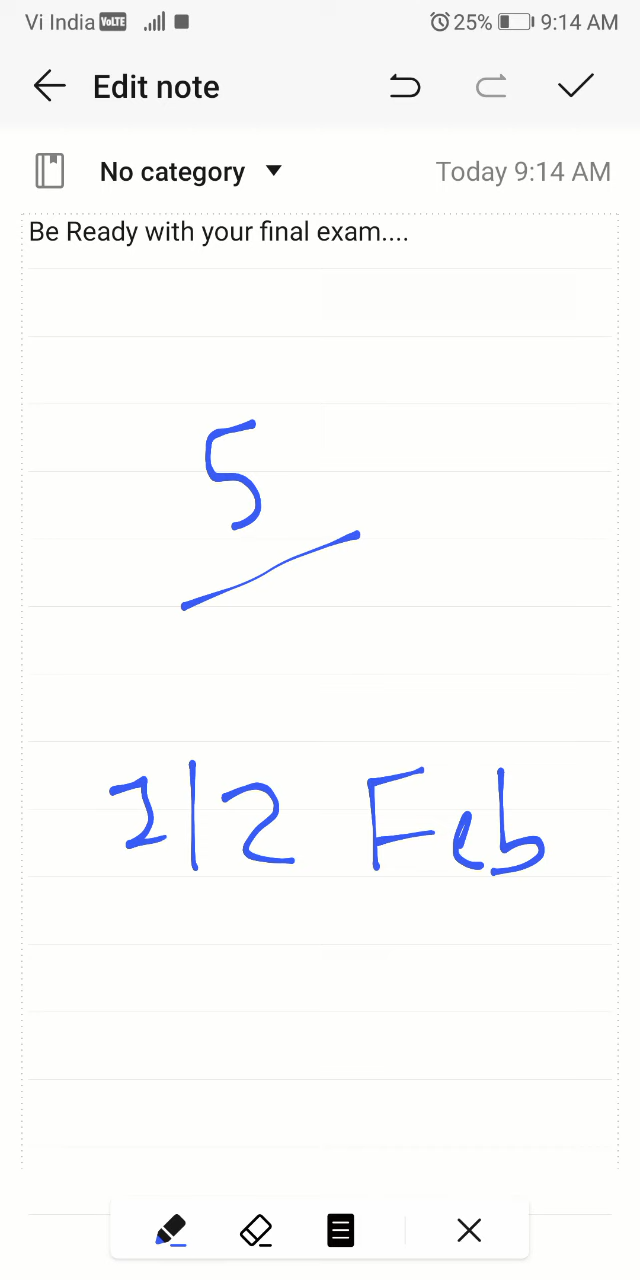 Vi India VoLTE 25% 9:14 AM
Edit note
No category Today 9:14 AM
Be Ready with your final exam....
5
2/2 Feb